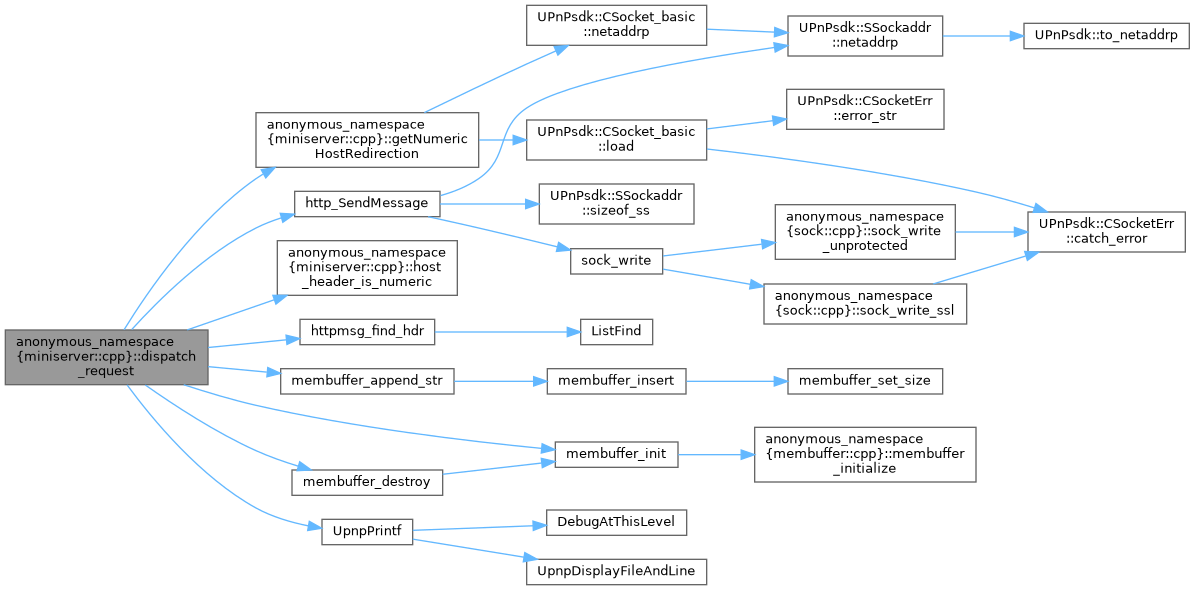 anonymous_namespace
{miniserver::cpp}::dispatch
_request
anonymous_namespace
{miniserver::cpp}::getNumeric
HostRedirection
http_SendMessage
anonymous_namespace
{miniserver::cpp}::host
_header_is_numeric
httpmsg_find_hdr
membuffer_append_str
membuffer_destroy
UpnpPrintf
UPnPsdk::CSocket_basic
::netaddrp
UPnPsdk::CSocket_basic
::load
UPnPsdk::SSockaddr
::sizeof_ss
sock_write
ListFind
membuffer_insert
membuffer_init
DebugAtThisLevel
UpnpDisplayFileAndLine
UPnPsdk::SSockaddr
::netaddrp
UPnPsdk::CSocketErr
::error_str
anonymous_namespace
{sock::cpp}::sock_write
_unprotected
anonymous_namespace
{sock::cpp}::sock_write_ssl
membuffer_set_size
anonymous_namespace
{membuffer::cpp}::membuffer
_initialize
UPnPsdk::to_netaddrp
UPnPsdk::CSocketErr
::catch_error